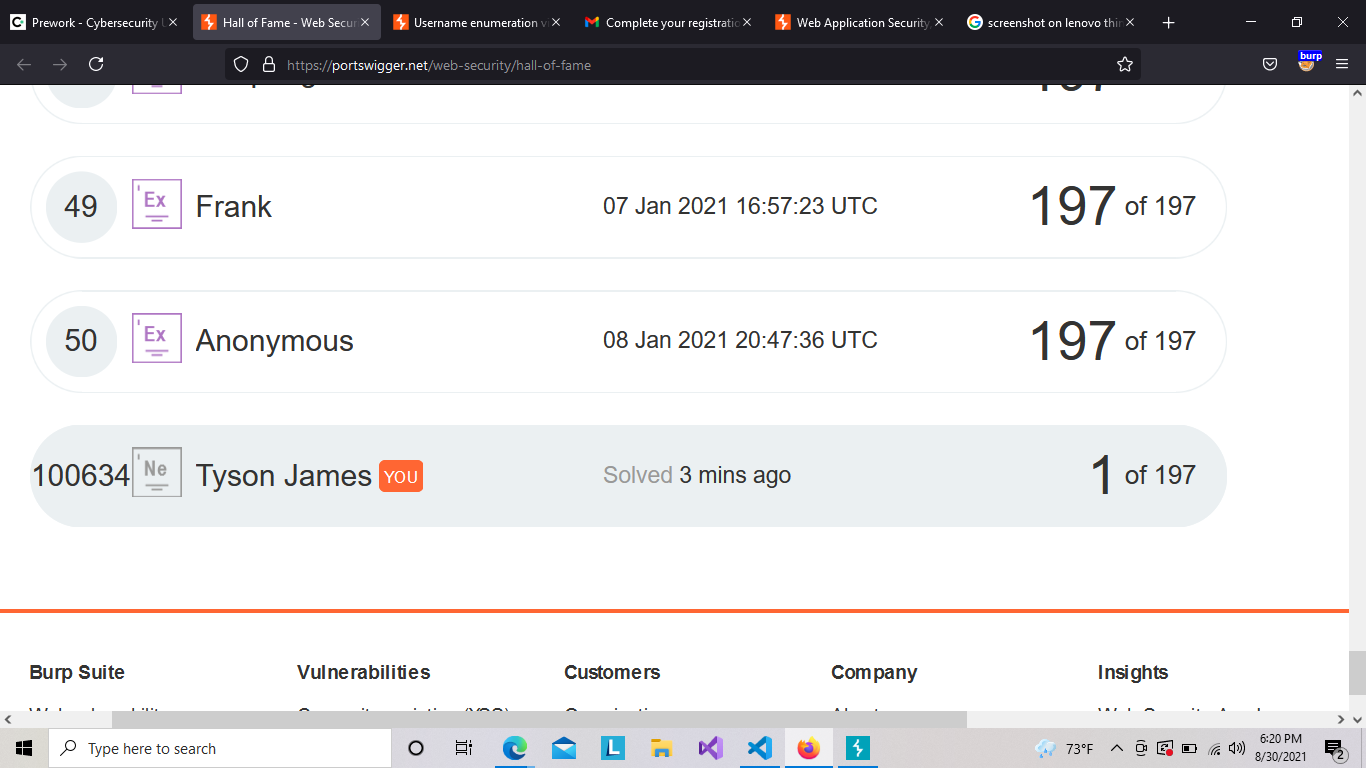 Prework - Cybersecurity
Hall of Fame - Web Secur
Username enumeration
Complete your registratio
Web Application Security,
screenshot on lenovo thin
https://portswigger.net/web-security/hall-of-fame
burp
49
Ex
Frank
07 Jan 2021 16:57:23 UTC
197 of 197
50
Ex
Anonymous
08 Jan 2021 20:47:36 UTC
197 of 197
100634
Ne
Tyson James YOU
Solved 3 mins ago
1 of 197
Burp Suite
Vulnerabilities
Customers
Company
Insights
Type here to search
73°F
6:20 PM
8/30/2021
2